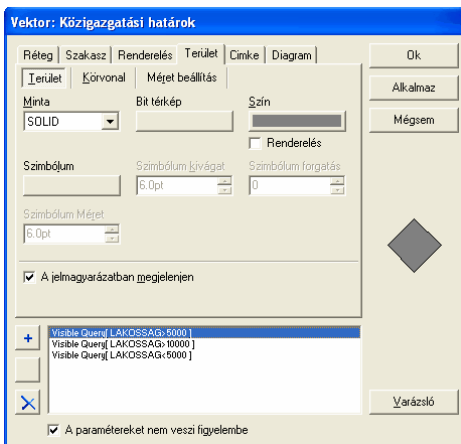 Vektor: Közigazgatási határok
Réteg Szakasz Renderelés Terület Cimke Diagram
Ok
Terület Körvonal Méret beállítás
Alkalmaz
Minta Bit térkép Szín
SOLID
Mégsem
Renderelés
Szimbólum Szimbólum kivágat Szimbólum forgatás
6.0pt 0
Szimbólum Méret
6.0pt
A jelmagyarázatban megjelenjen
+
Visible Query[ LAKOSSAG>5000 ]
Visible Query[ LAKOSSAG>10000 ]
Visible Query[ LAKOSSAG<5000 ]
Varázsló
A paramétereket nem veszi figyelembe